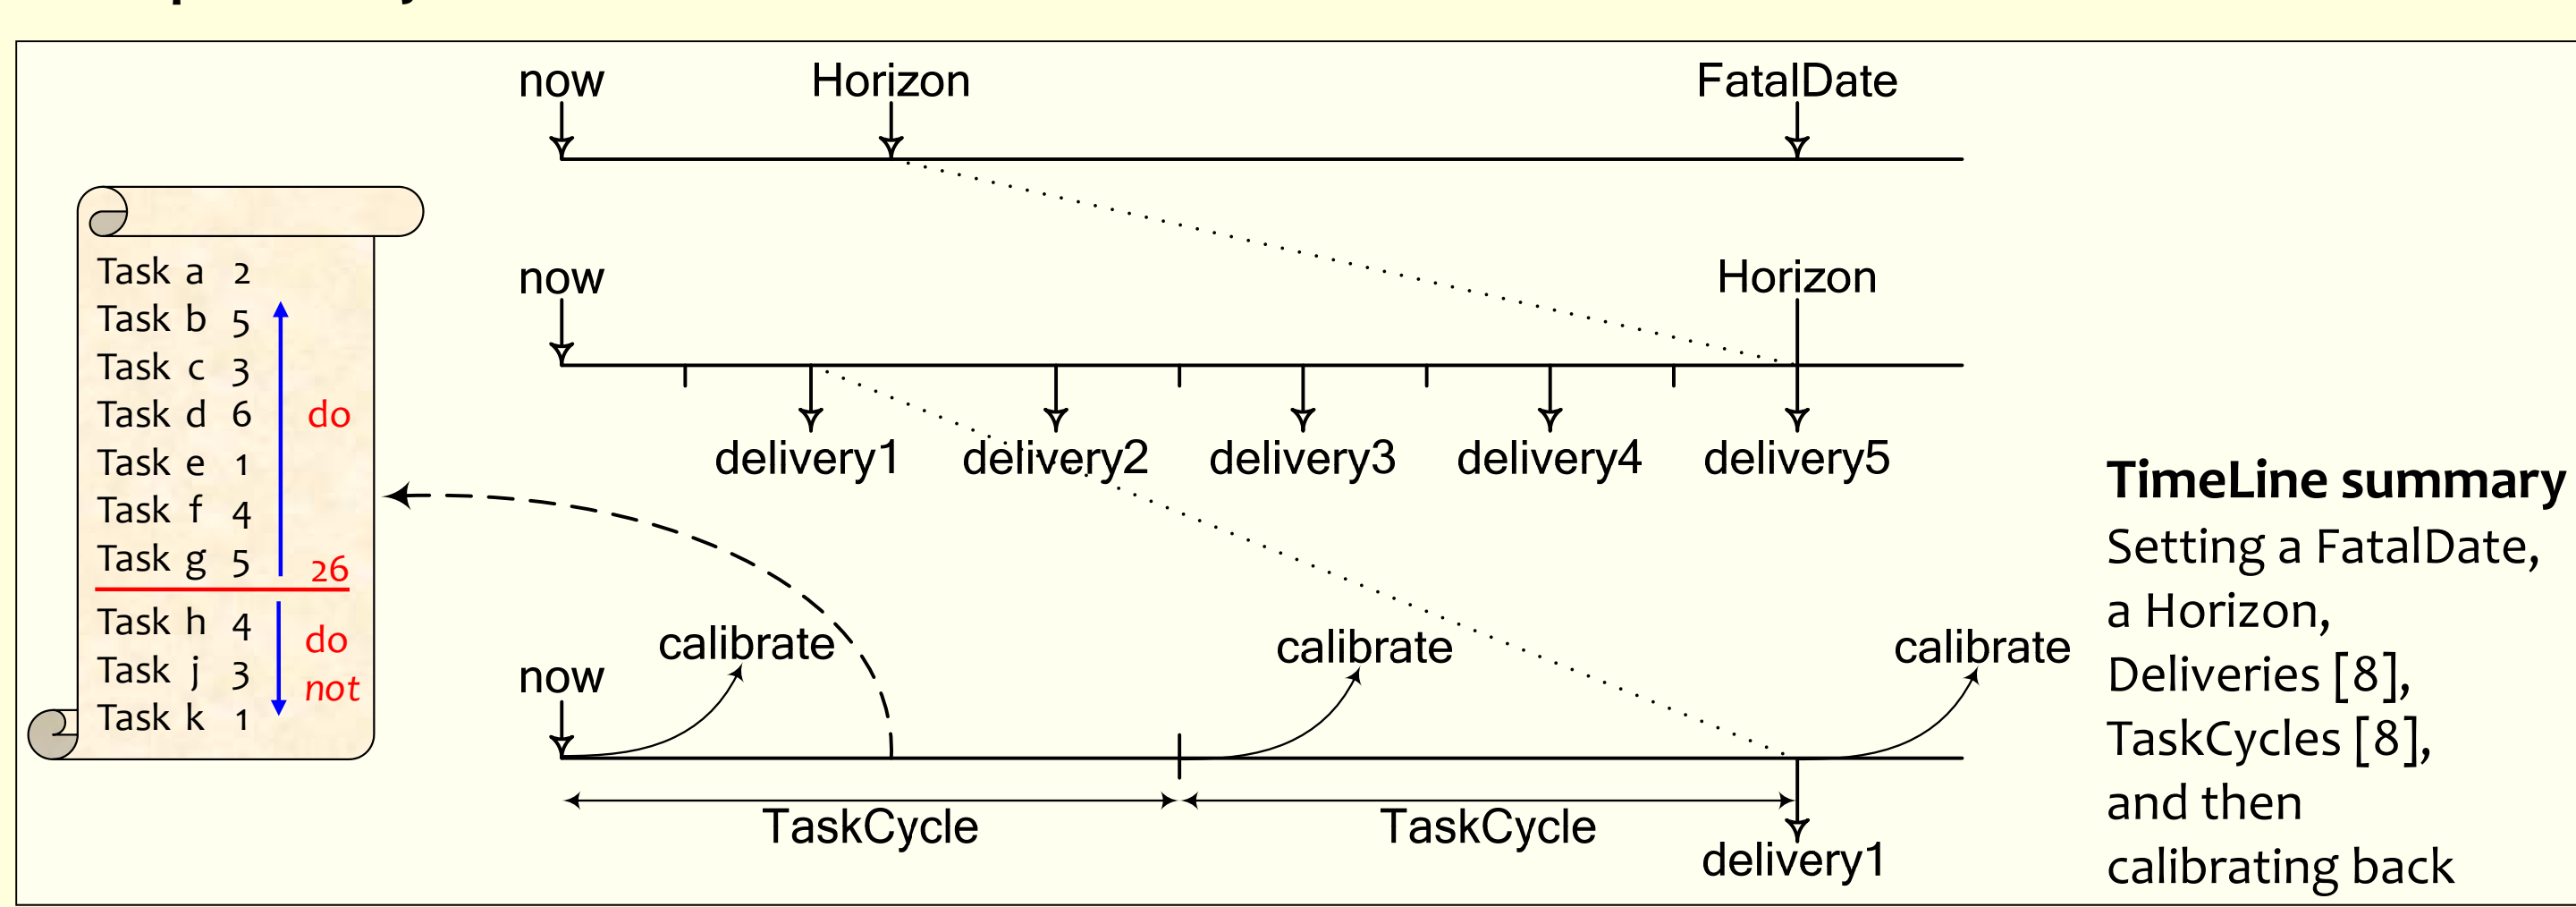 now Horizon FatalDate
now Horizon
Task a 2
Task b 5
Task c 3
Task d 6 do
Task e 1
Task f 4
Task g 5 26
Task h 4 do
Task j 3 not
Task k 1
delivery1 delivery2 delivery3 delivery4 delivery5
now calibrate calibrate calibrate
TaskCycle TaskCycle
delivery1
TimeLine summary
Setting a FatalDate,
a Horizon,
Deliveries [8],
TaskCycles [8],
and then
calibrating back